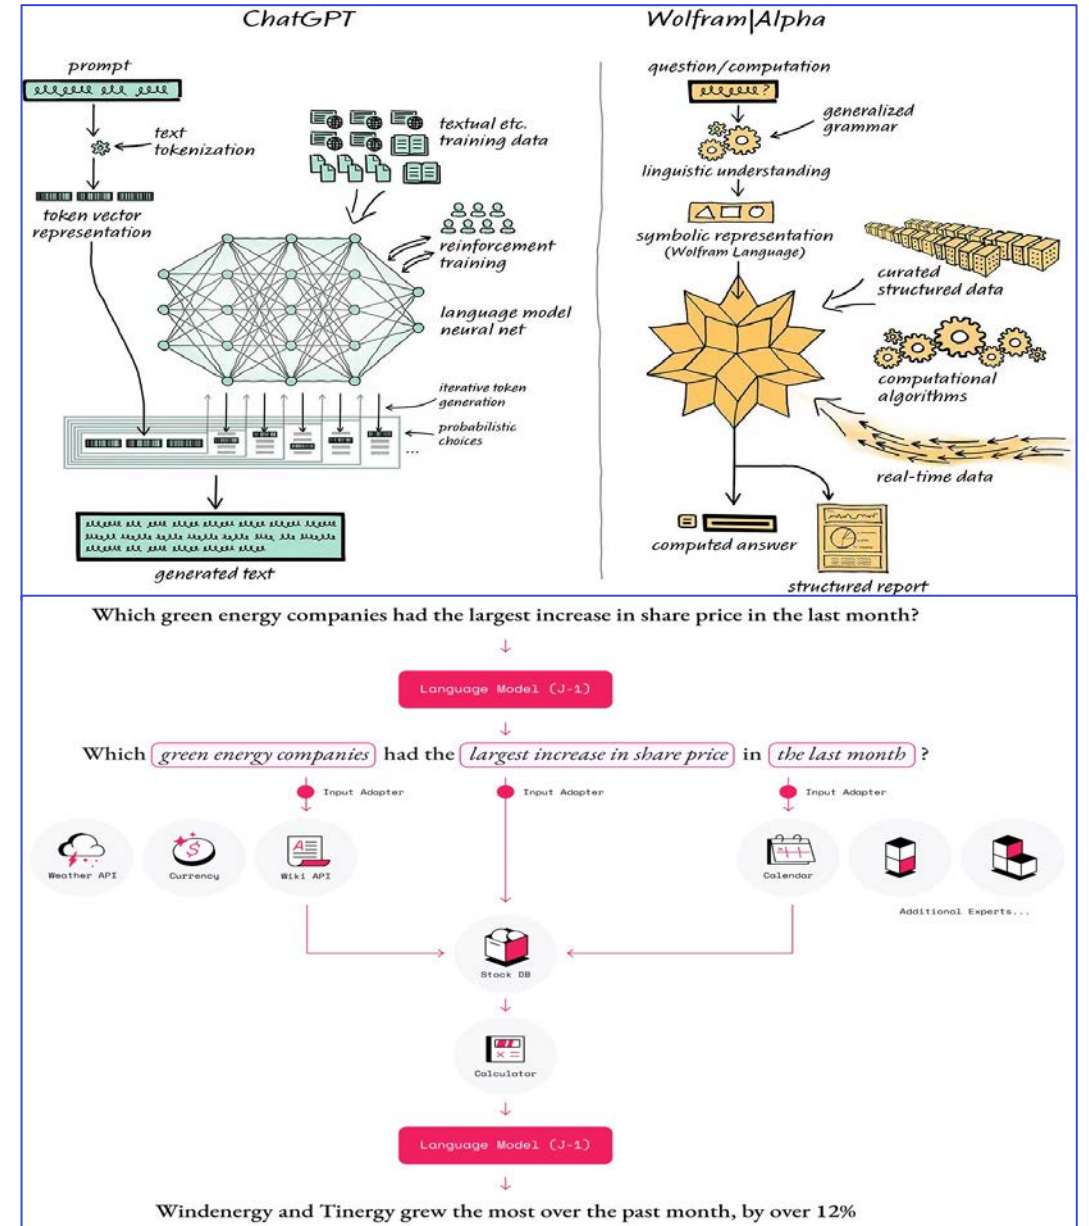 ChatGPT
prompt
text
tokenization
token vector
representation
textual etc.
training data
reinforcement
training
language model
neural net
iterative token
generation
probabilistic
choices
...
generated text
Wolfram|Alpha
question/computation
?
generalized
grammar
linguistic understanding
symbolic representation
(Wolfram Language)
curated
structured data
computational
algorithms
real-time data
computed answer
structured report
Which green energy companies had the largest increase in share price in the last month?
Language Model (J-1)
Which green energy companies had the largest increase in share price in the last month ?
Input Adapter
Input Adapter
Input Adapter
Weather API
Currency
Wiki API
Calendar
Additional Experts...
Stock DB
Calculator
Language Model (J-1)
Windenergy and Tinergy grew the most over the past month, by over 12%